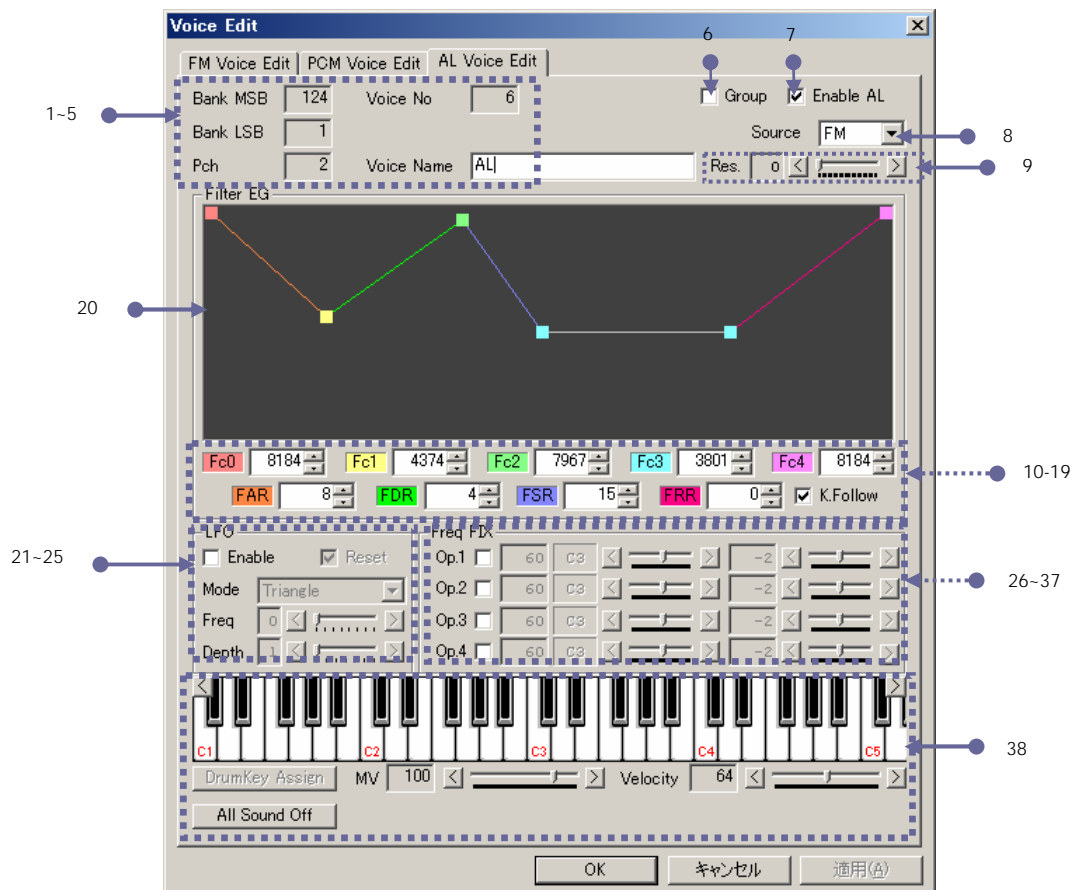 Voice Edit
6 7
FM Voice Edit PCM Voice Edit AL Voice Edit
1~5
Bank MSB 124 Voice No 6 Group Enable AL
Bank LSB 1 Source FM 8
Pch 2 Voice Name AL Res. 0 9
Filter EG
20
Fc0 8184 Fc1 4374 Fc2 7967 Fc3 3801 Fc4 8184
10-19
FAR 8 FDR 4 FSR 15 FRR 0 K.Follow
LFO Freq FIX
21~25
Enable Reset Op.1 60 C3 -2
26~37
Mode Triangle Op.2 60 C3 -2
Freq 0 Op.3 60 C3 -2
Depth 1 Op.4 60 C3 -2
C1 C2 C3 C4 C5
38
DrumKey Assign MV 100 Velocity 64
All Sound Off
OK キャンセル 適用(A)